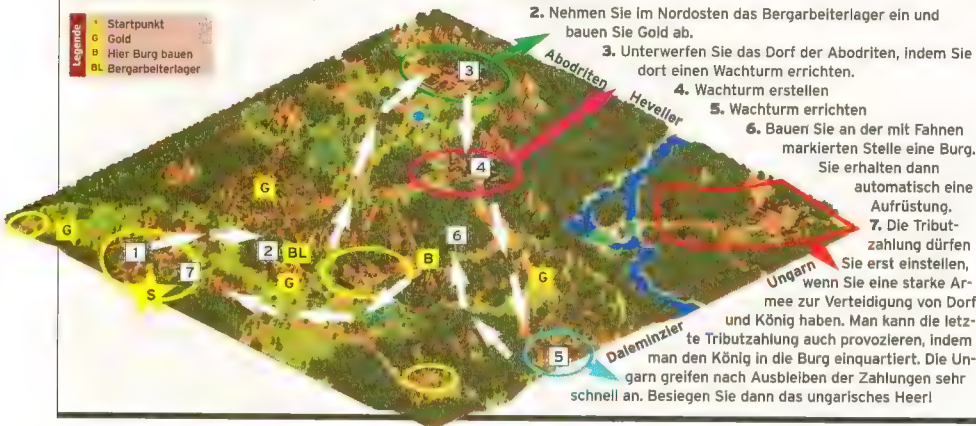 Legende
1 Startpunkt
G Gold
B Hier Burg bauen
BL Bergarbeiterlager
2. Nehmen Sie im Nordosten das Bergarbeiterlager ein und
bauen Sie Gold ab.
3. Unterwerfen Sie das Dorf der Abodriten, indem Sie
dort einen Wachturm errichten.
4. Wachturm erstellen
5. Wachturm errichten
6. Bauen Sie an der mit Fahnen
markierten Stelle eine Burg.
Sie erhalten dann
automatisch eine
Aufrüstung.
7. Die Tribut-
zahlung dürfen
Sie erst einstellen,
wenn Sie eine starke Ar-
mee zur Verteidigung von Dorf
und König haben. Man kann die letz-
te Tributzahlung auch provozieren, indem
man den König in die Burg einquartiert. Die Un-
garn greifen nach Ausbleiben der Zahlungen sehr
schnell an. Besiegen Sie dann das ungarisches Heer!
Abodriten
Heveller
3
4
G
G
1
2
BL
B
6
7
G
G
S
Ungarn
Daleminzier
5